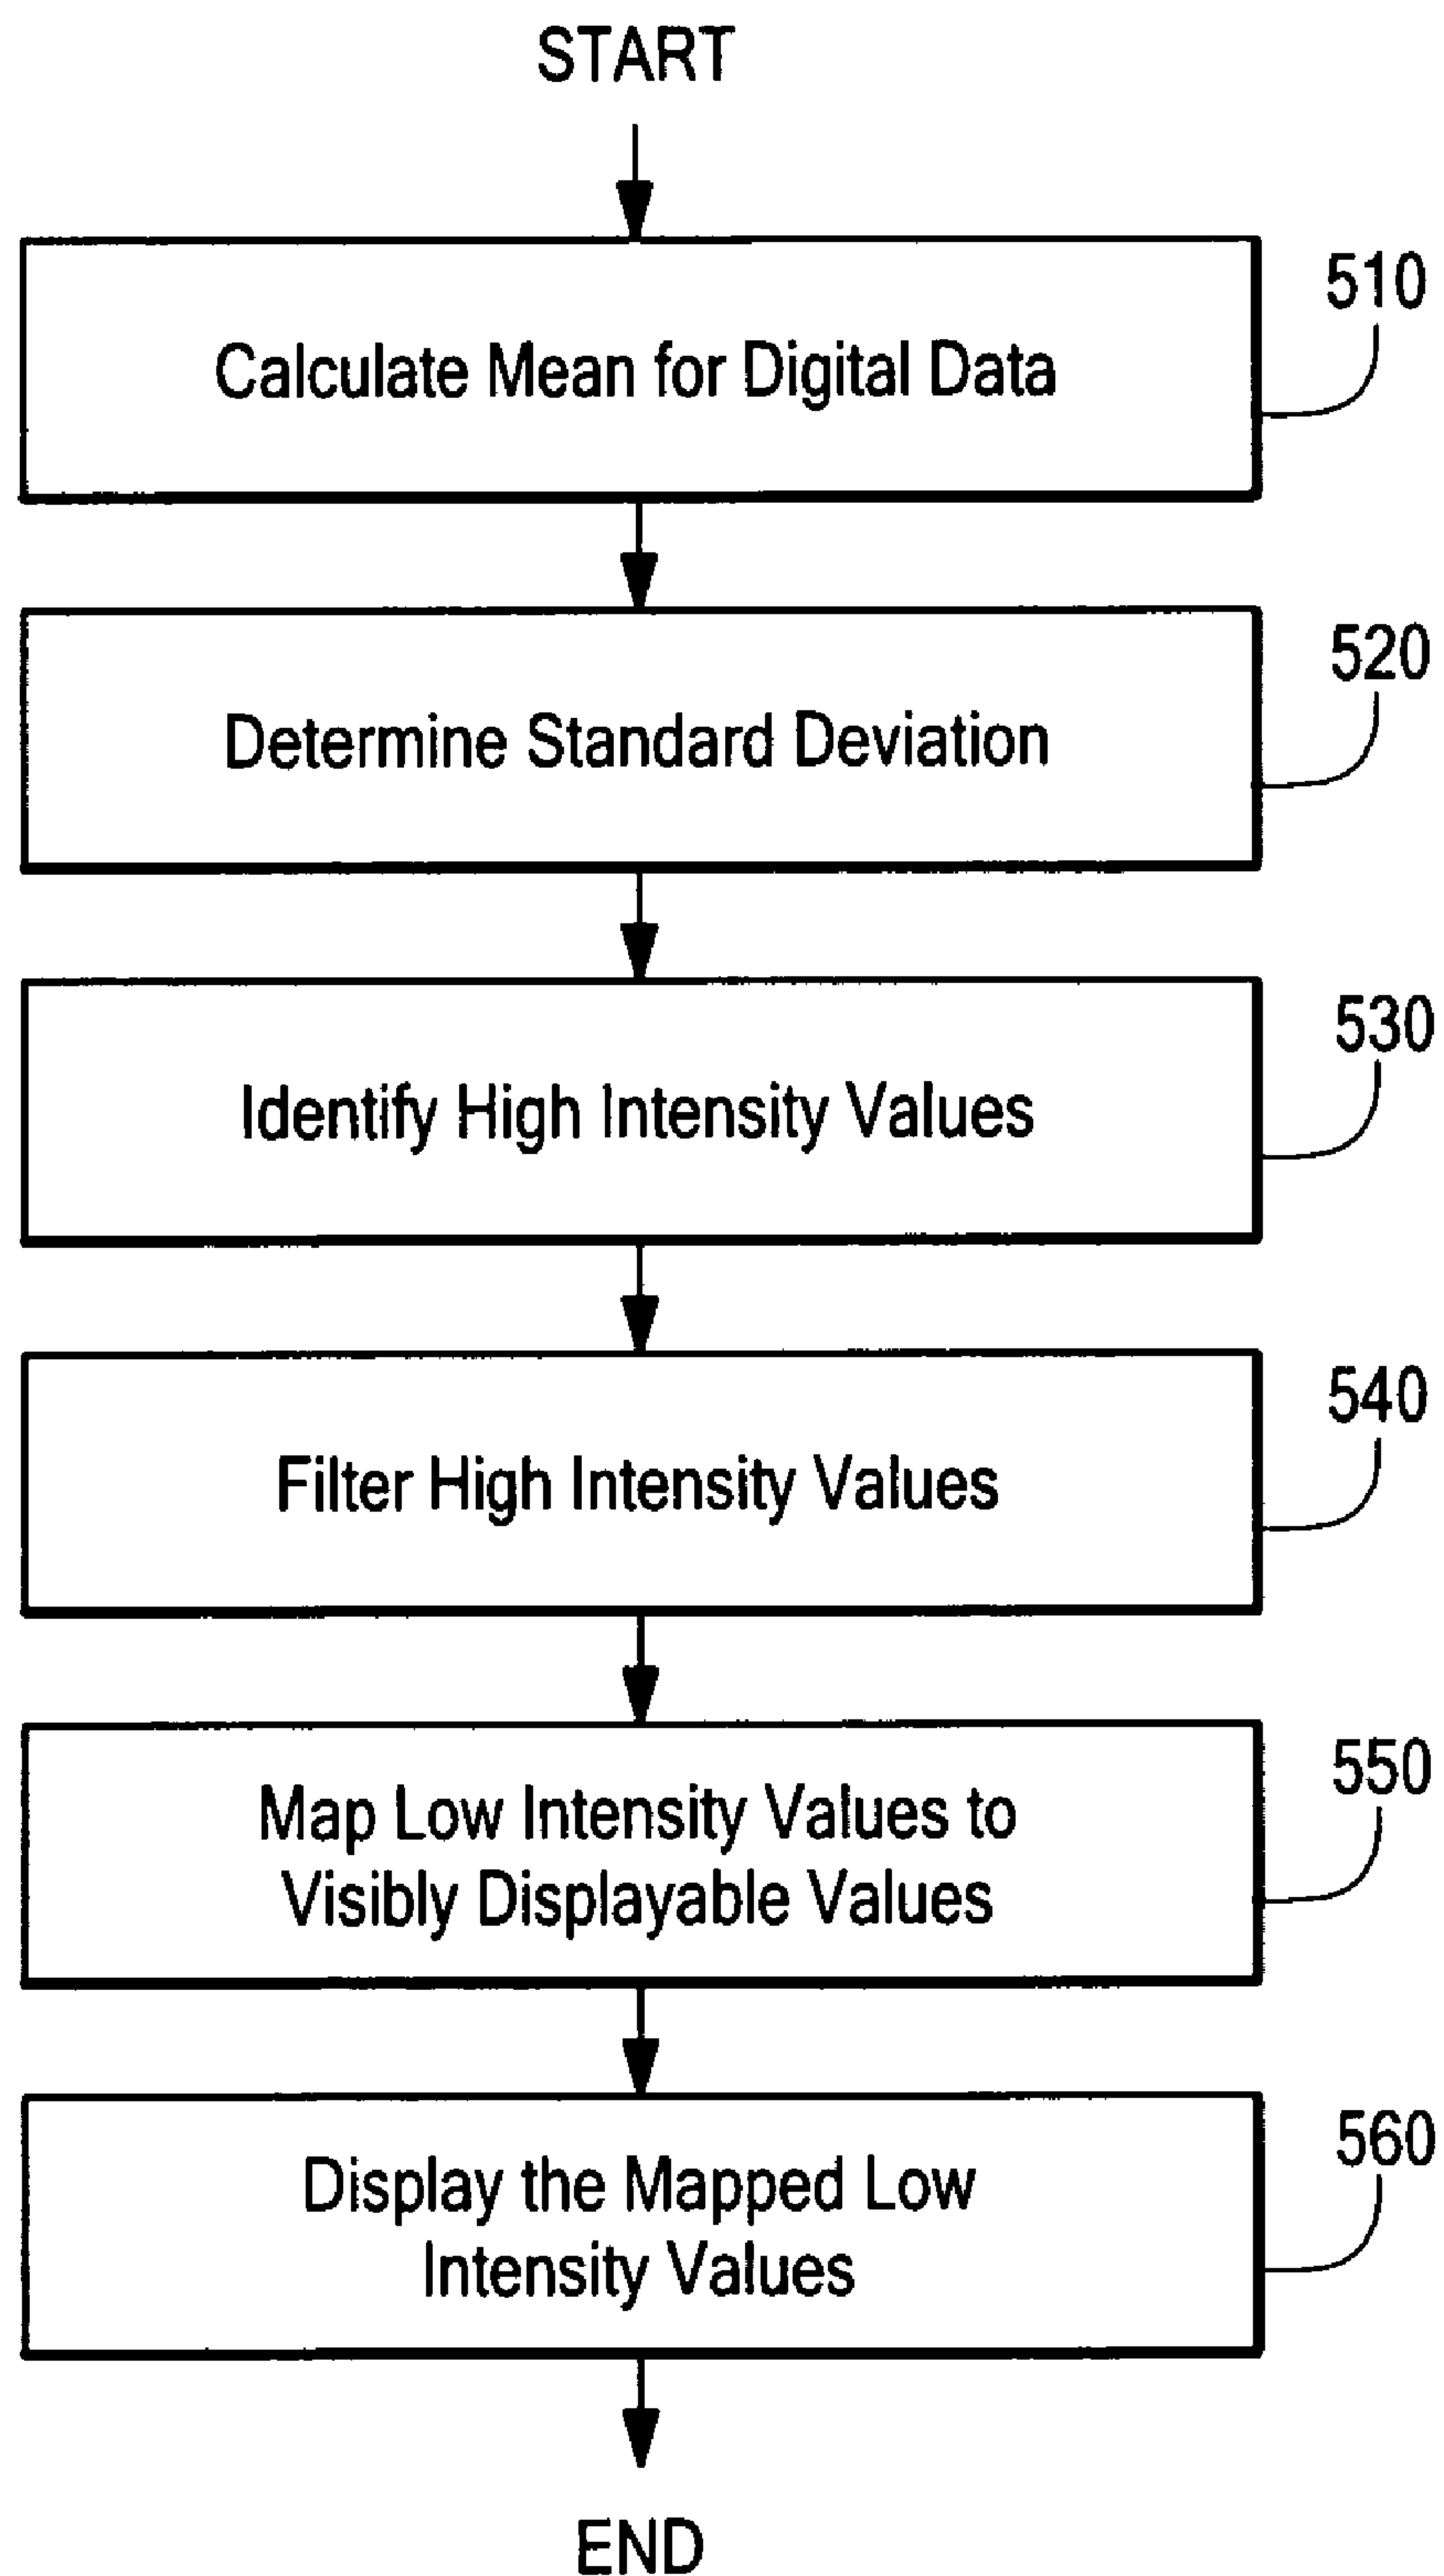 START
510
Calculate Mean for Digital Data
520
Determine Standard Deviation
530
Identify High Intensity Values
540
Filter High Intensity Values
550
Map Low Intensity Values to
Visibly Displayable Values
560
Display the Mapped Low
Intensity Values
END